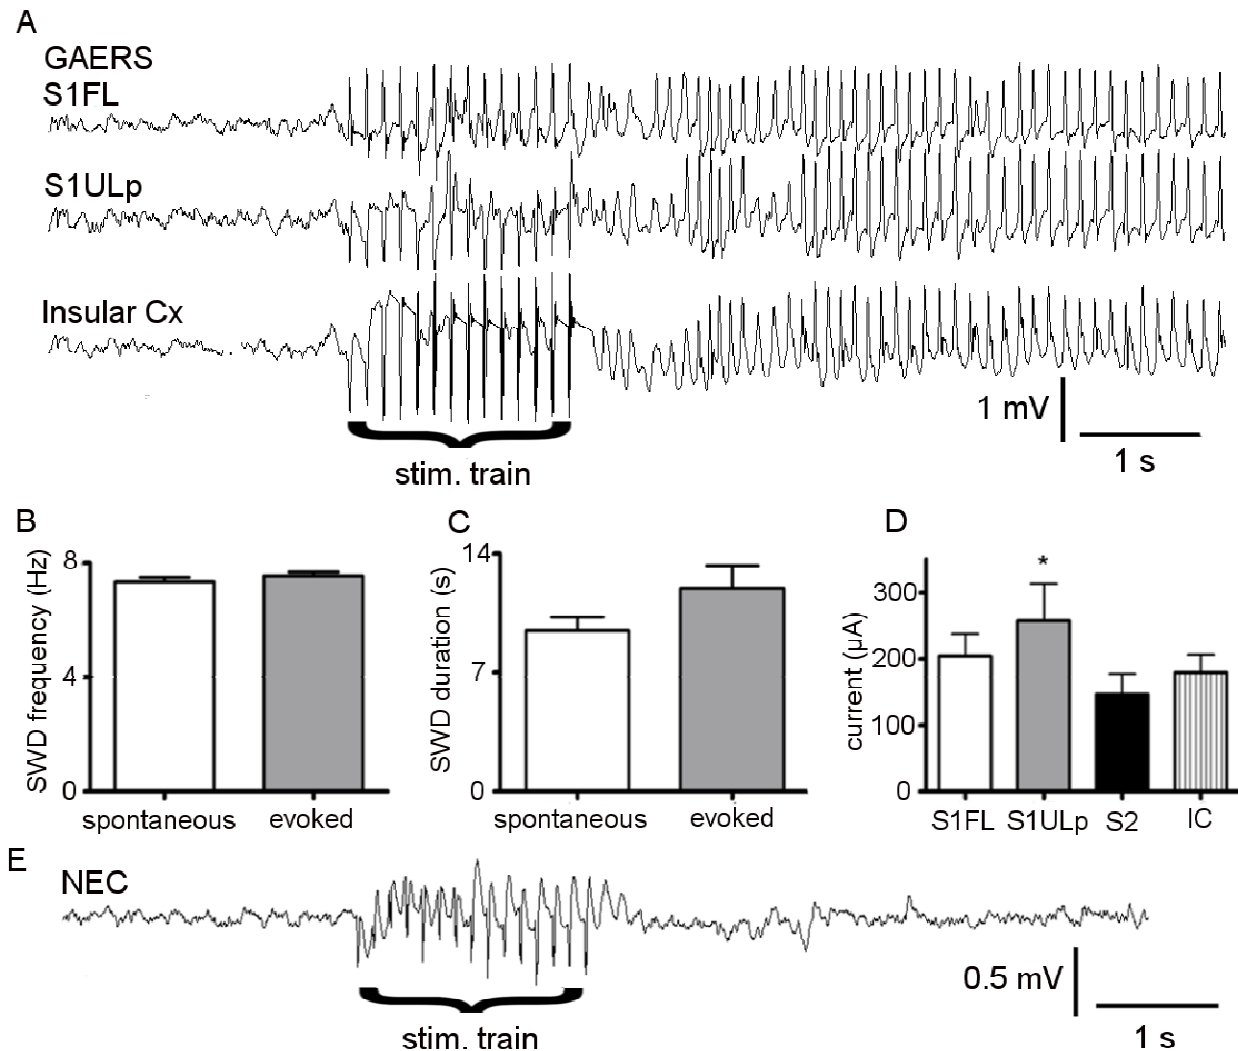 A
GAERS
S1FL
S1ULp
Insular Cx
1 mV
1 s
stim. train
B
SWD frequency (Hz)
8
4
0
spontaneous evoked
C
SWD duration (s)
14
7
0
spontaneous evoked
D
current (µA)
300
200
100
0
*
S1FL S1ULp S2 IC
E
NEC
0.5 mV
1 s
stim. train